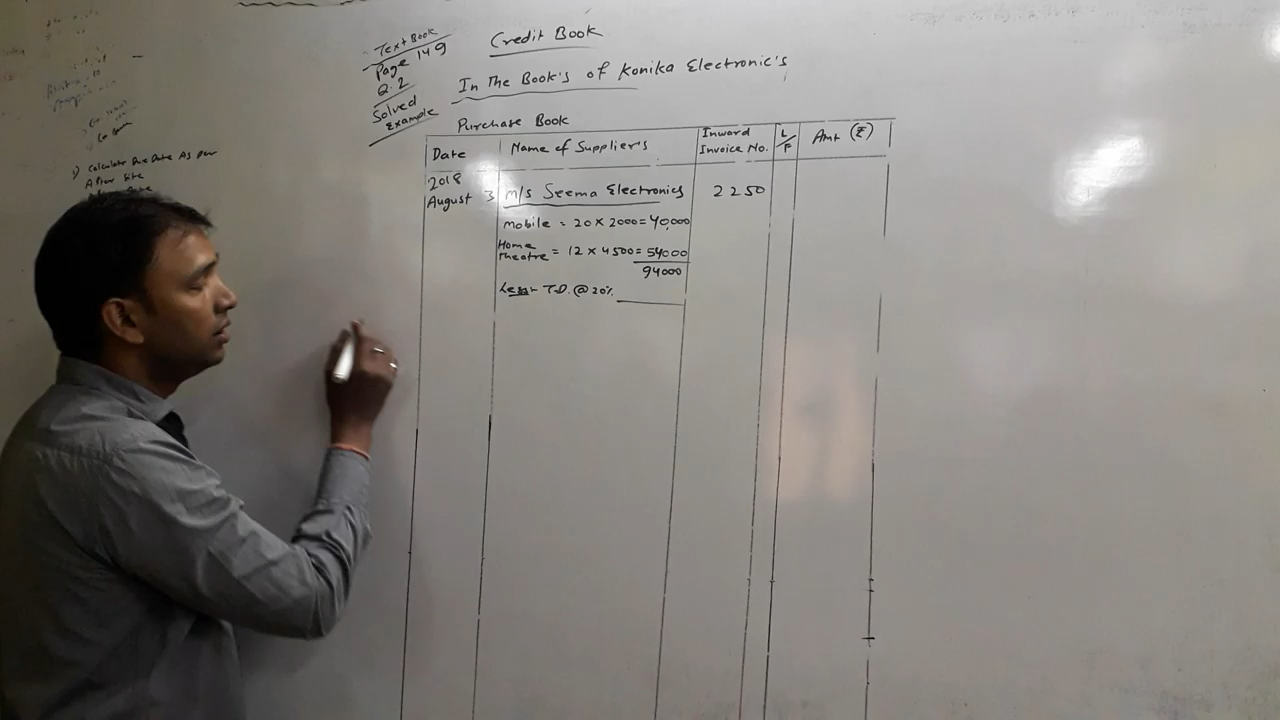 Text Book
Page 149
Q.2
Solved
Example
Credit Book
In The Book's of Konika Electronic's
Purchase Book
Date
Name of Supplier's
Inward
Invoice No.
L/F
Amt (₹)
2018
August 3
M/s Seema Electronics
2250
Mobile = 20 x 2000 = 40,000
Home
Theatre = 12 x 4500 = 54000
94000
Less:- T.D. @ 20%
1) Calculate Due Date As per
After